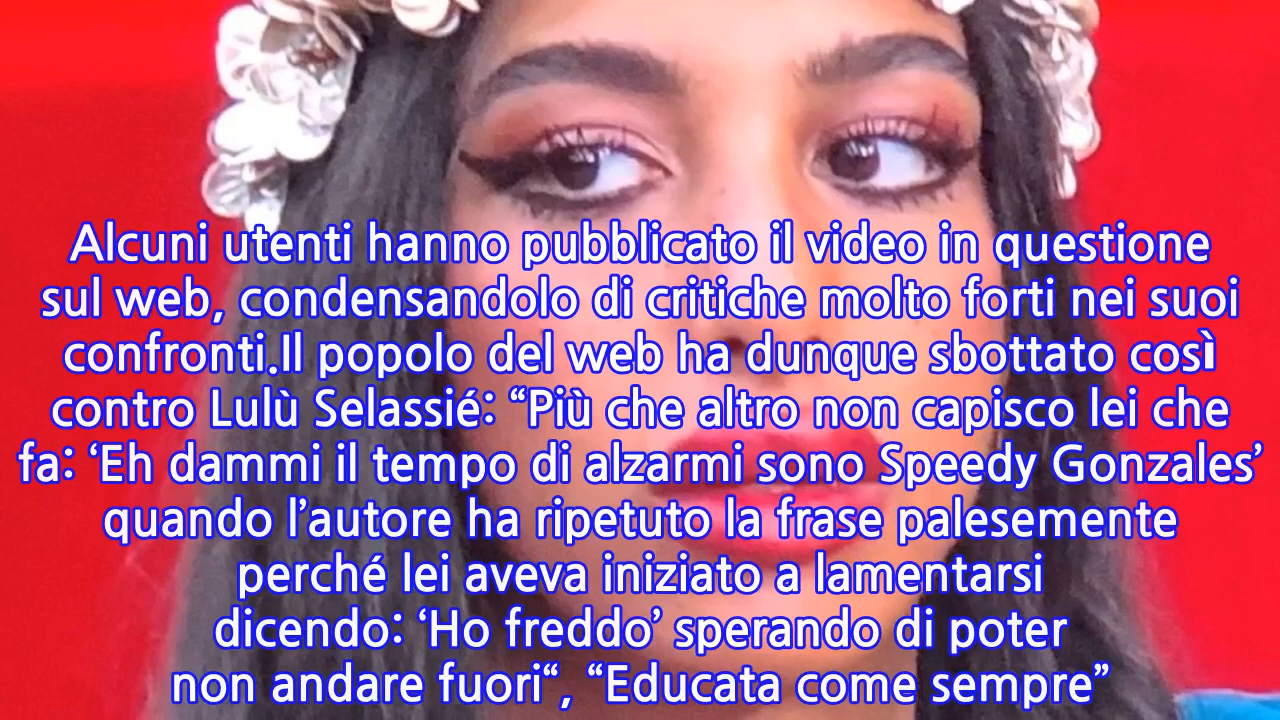 Alcuni utenti hanno pubblicato il video in questione
sul web, condensandolo di critiche molto forti nei suoi
confronti.Il popolo del web ha dunque sbottato così
contro Lulù Selassié: “Più che altro non capisco lei che
fa: ‘Eh dammi il tempo di alzarmi sono Speedy Gonzales’
quando l’autore ha ripetuto la frase palesemente
perché lei aveva iniziato a lamentarsi
dicendo: ‘Ho freddo’ sperando di poter
non andare fuori“, “Educata come sempre”